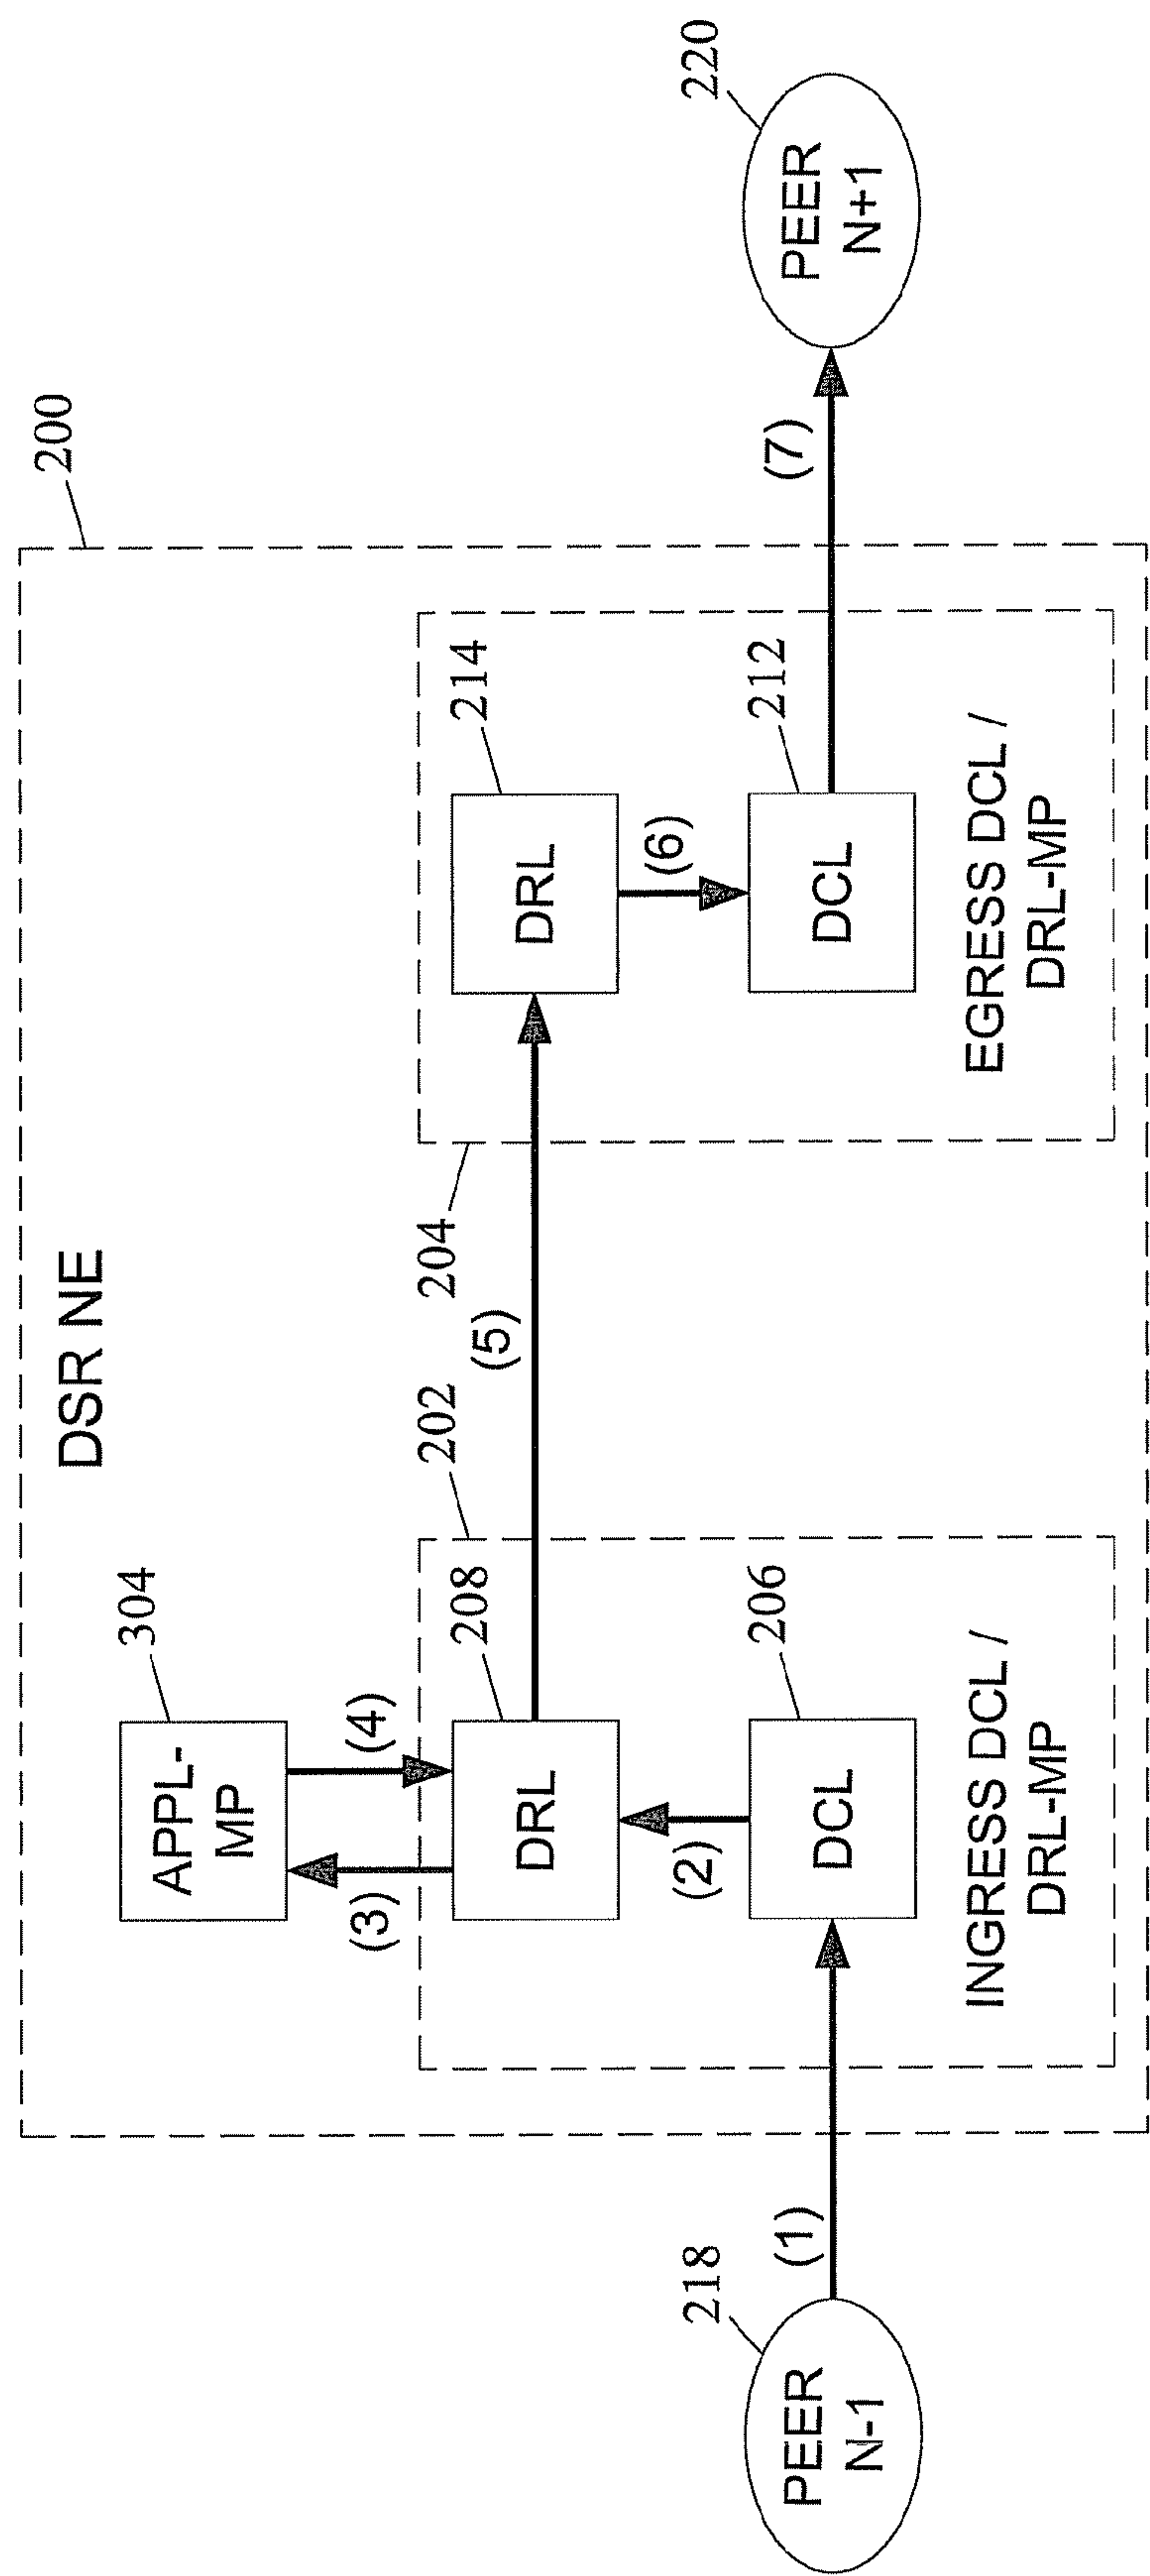 200
DSR NE
304
APPL-
MP
(3)
(4)
202
208
DRL
(2)
206
DCL
INGRESS DCL /
DRL-MP
(5)
204
214
DRL
(6)
212
DCL
EGRESS DCL /
DRL-MP
218
PEER
N-1
(1)
(7)
220
PEER
N+1